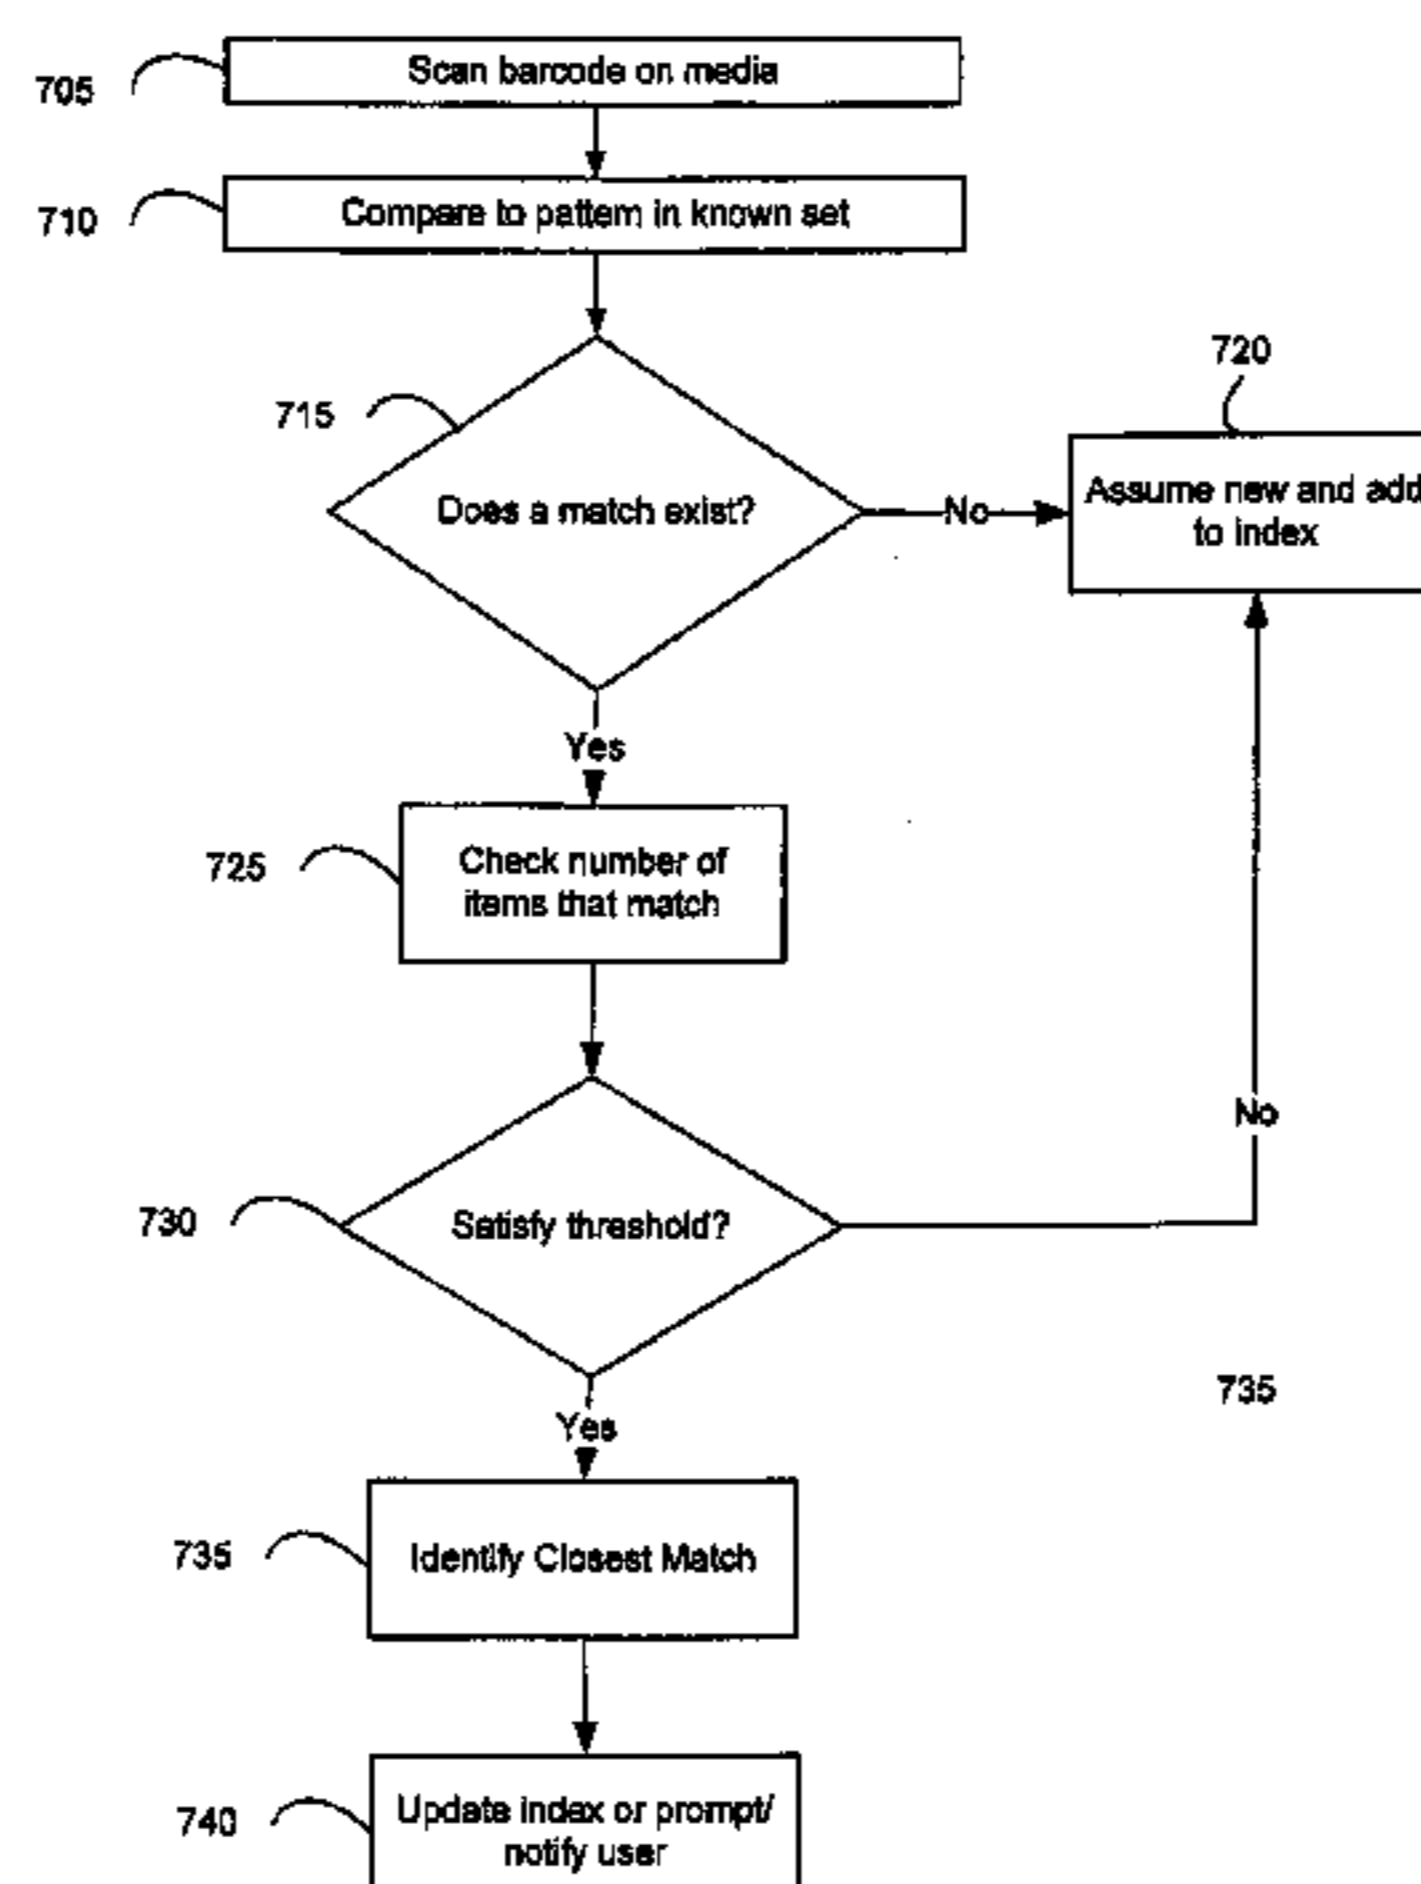 705
Scan barcode on media
710
Compare to pattern in known set
715
Does a match exist?
No
720
Assume new and add
to index
Yes
725
Check number of
items that match
730
Satisfy threshold?
No
Yes
735
735
Identify Closest Match
740
Update index or prompt/
notify user